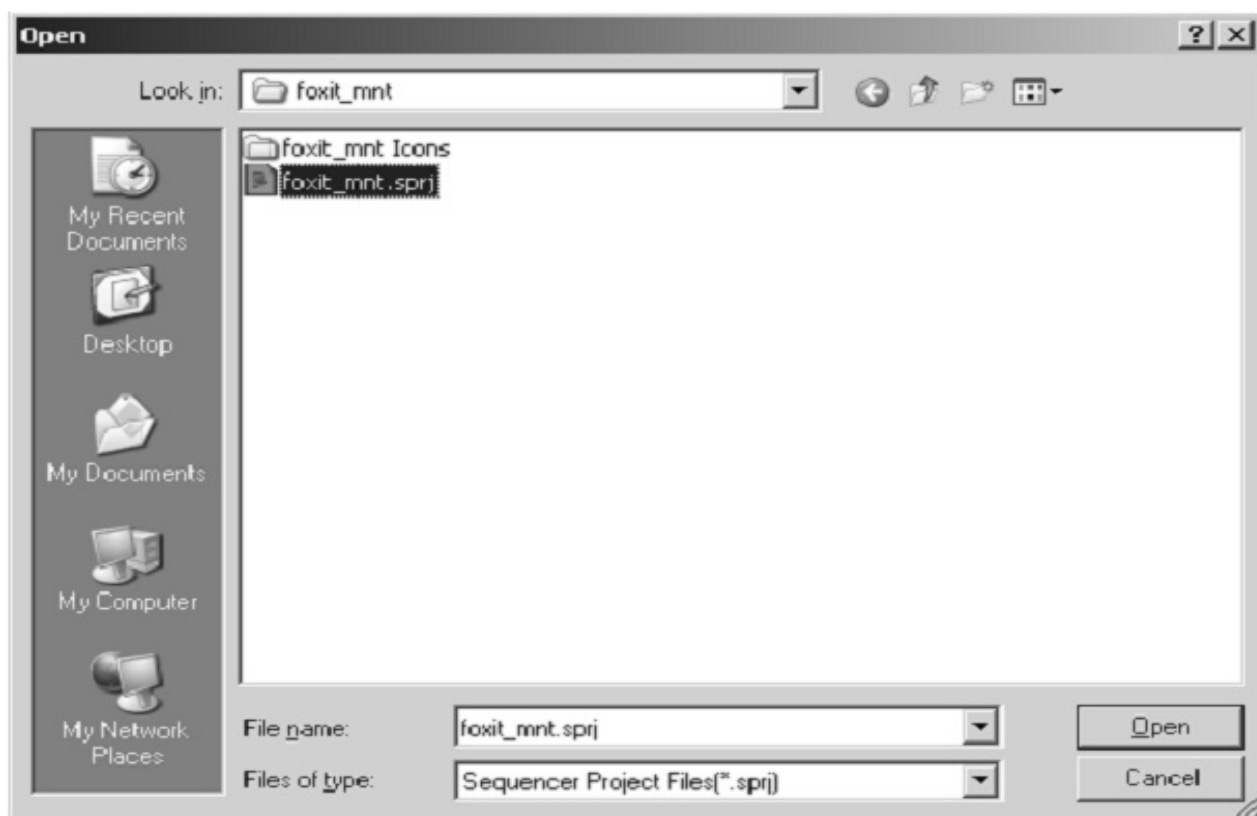 Open
Look in: foxit_mnt
foxit_mnt Icons
foxit_mnt.sprj
My Recent
Documents
Desktop
My Documents
My Computer
My Network
Places
File name: foxit_mnt.sprj Open
Files of type: Sequencer Project Files(*.sprj) Cancel